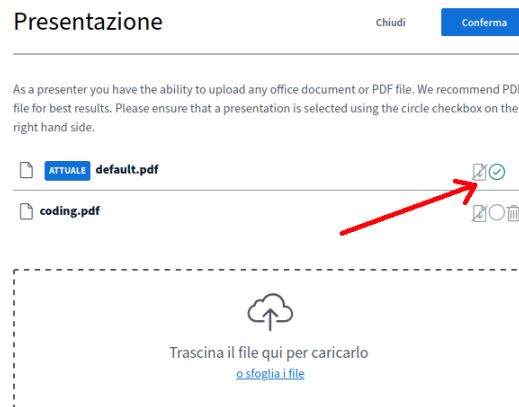 Presentazione
Chiudi
Conferma
As a presenter you have the ability to upload any office document or PDF file. We recommend PDF
file for best results. Please ensure that a presentation is selected using the circle checkbox on the
right hand side.
ATTUALE default.pdf
coding.pdf
Trascina il file qui per caricarlo
o sfoglia i file